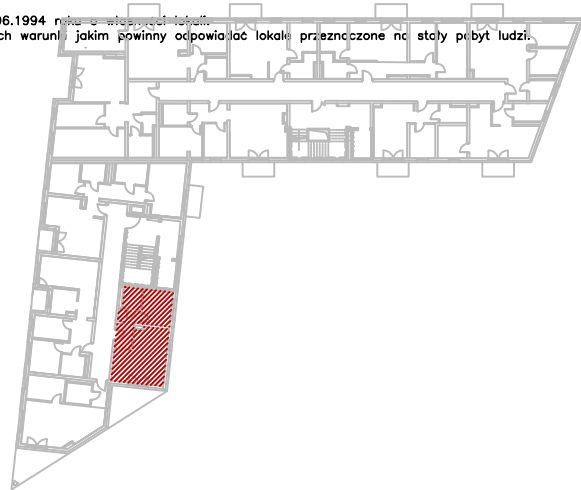 06.1994 roku o własności lokali
ch warunki jakim powinny odpowiadać lokale przeznaczone na stały pobyt ludzi.